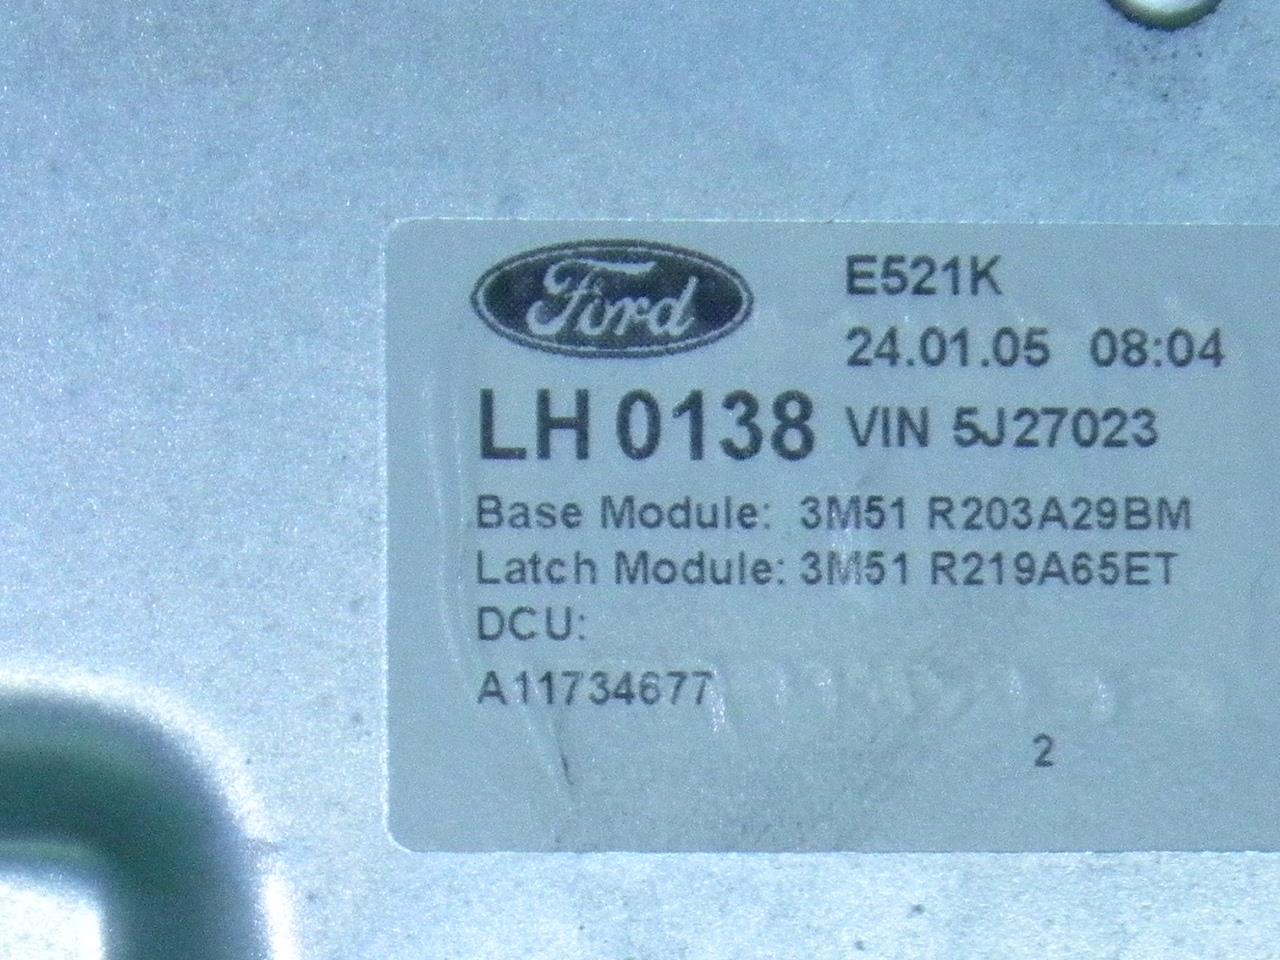 Ford
E521K
24.01.05 08:04
LH 0138 VIN 5J27023
Base Module: 3M51 R203A29BM
Latch Module: 3M51 R219A65ET
DCU:
A11734677
2